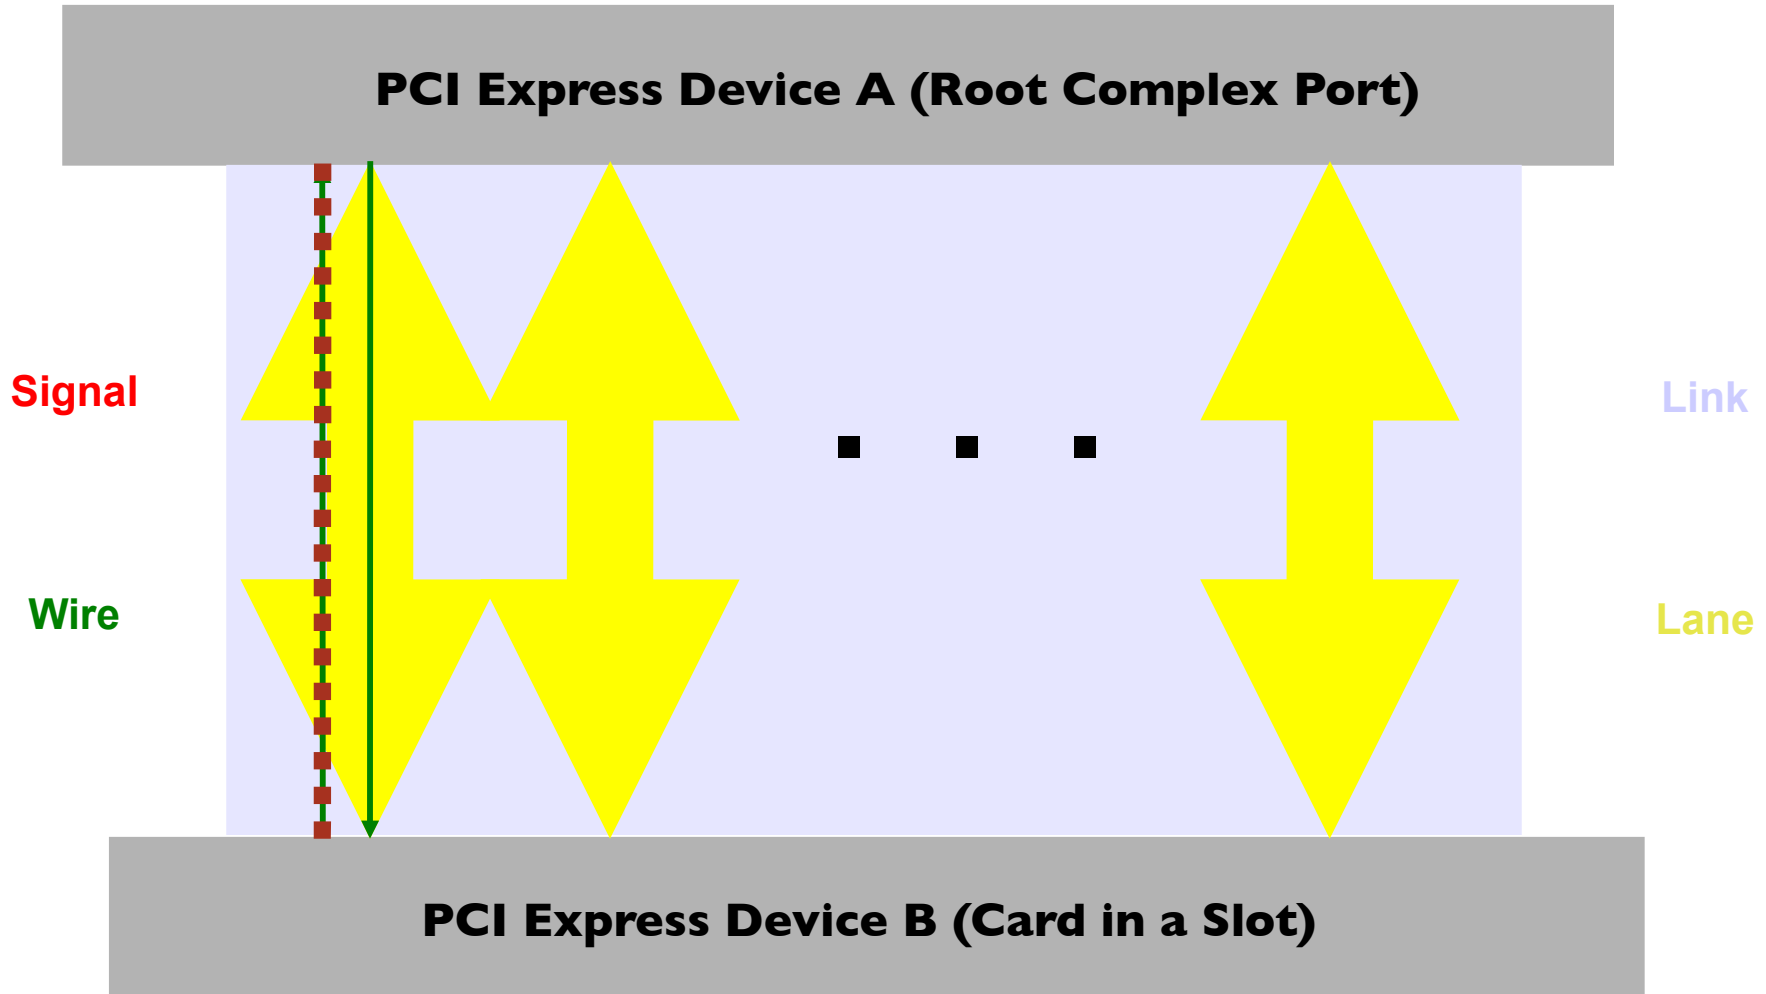 PCI Express Device A (Root Complex Port)
Signal
Link
Wire
Lane
PCI Express Device B (Card in a Slot)